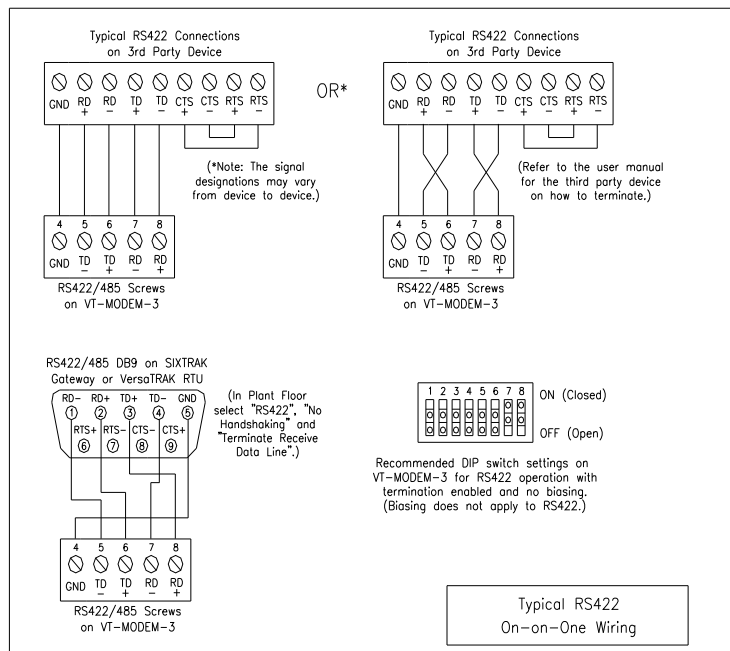 Typical RS422 Connections
on 3rd Party Device
GND RD + RD - TD + TD - CTS + CTS - RTS + RTS -
(*Note: The signal
designations may vary
from device to device.)
4 5 6 7 8
GND TD - TD + RD - RD +
RS422/485 Screws
on VT-MODEM-3
OR*
Typical RS422 Connections
on 3rd Party Device
GND RD + RD - TD + TD - CTS + CTS - RTS + RTS -
(Refer to the user manual
for the third party device
on how to terminate.)
4 5 6 7 8
GND TD - TD + RD - RD +
RS422/485 Screws
on VT-MODEM-3
RS422/485 DB9 on SIXTRAK
Gateway or VersaTRAK RTU
RD- RD+ TD+ TD- GND
1 2 3 4 5
RTS+ RTS- CTS- CTS+
6 7 8 9
(In Plant Floor
select "RS422", "No
Handshaking" and
"Terminate Receive
Data Line".)
4 5 6 7 8
GND TD - TD + RD - RD +
RS422/485 Screws
on VT-MODEM-3
1 2 3 4 5 6 7 8
ON (Closed)
OFF (Open)
Recommended DIP switch settings on
VT-MODEM-3 for RS422 operation with
termination enabled and no biasing.
(Biasing does not apply to RS422.)
Typical RS422
On-on-One Wiring